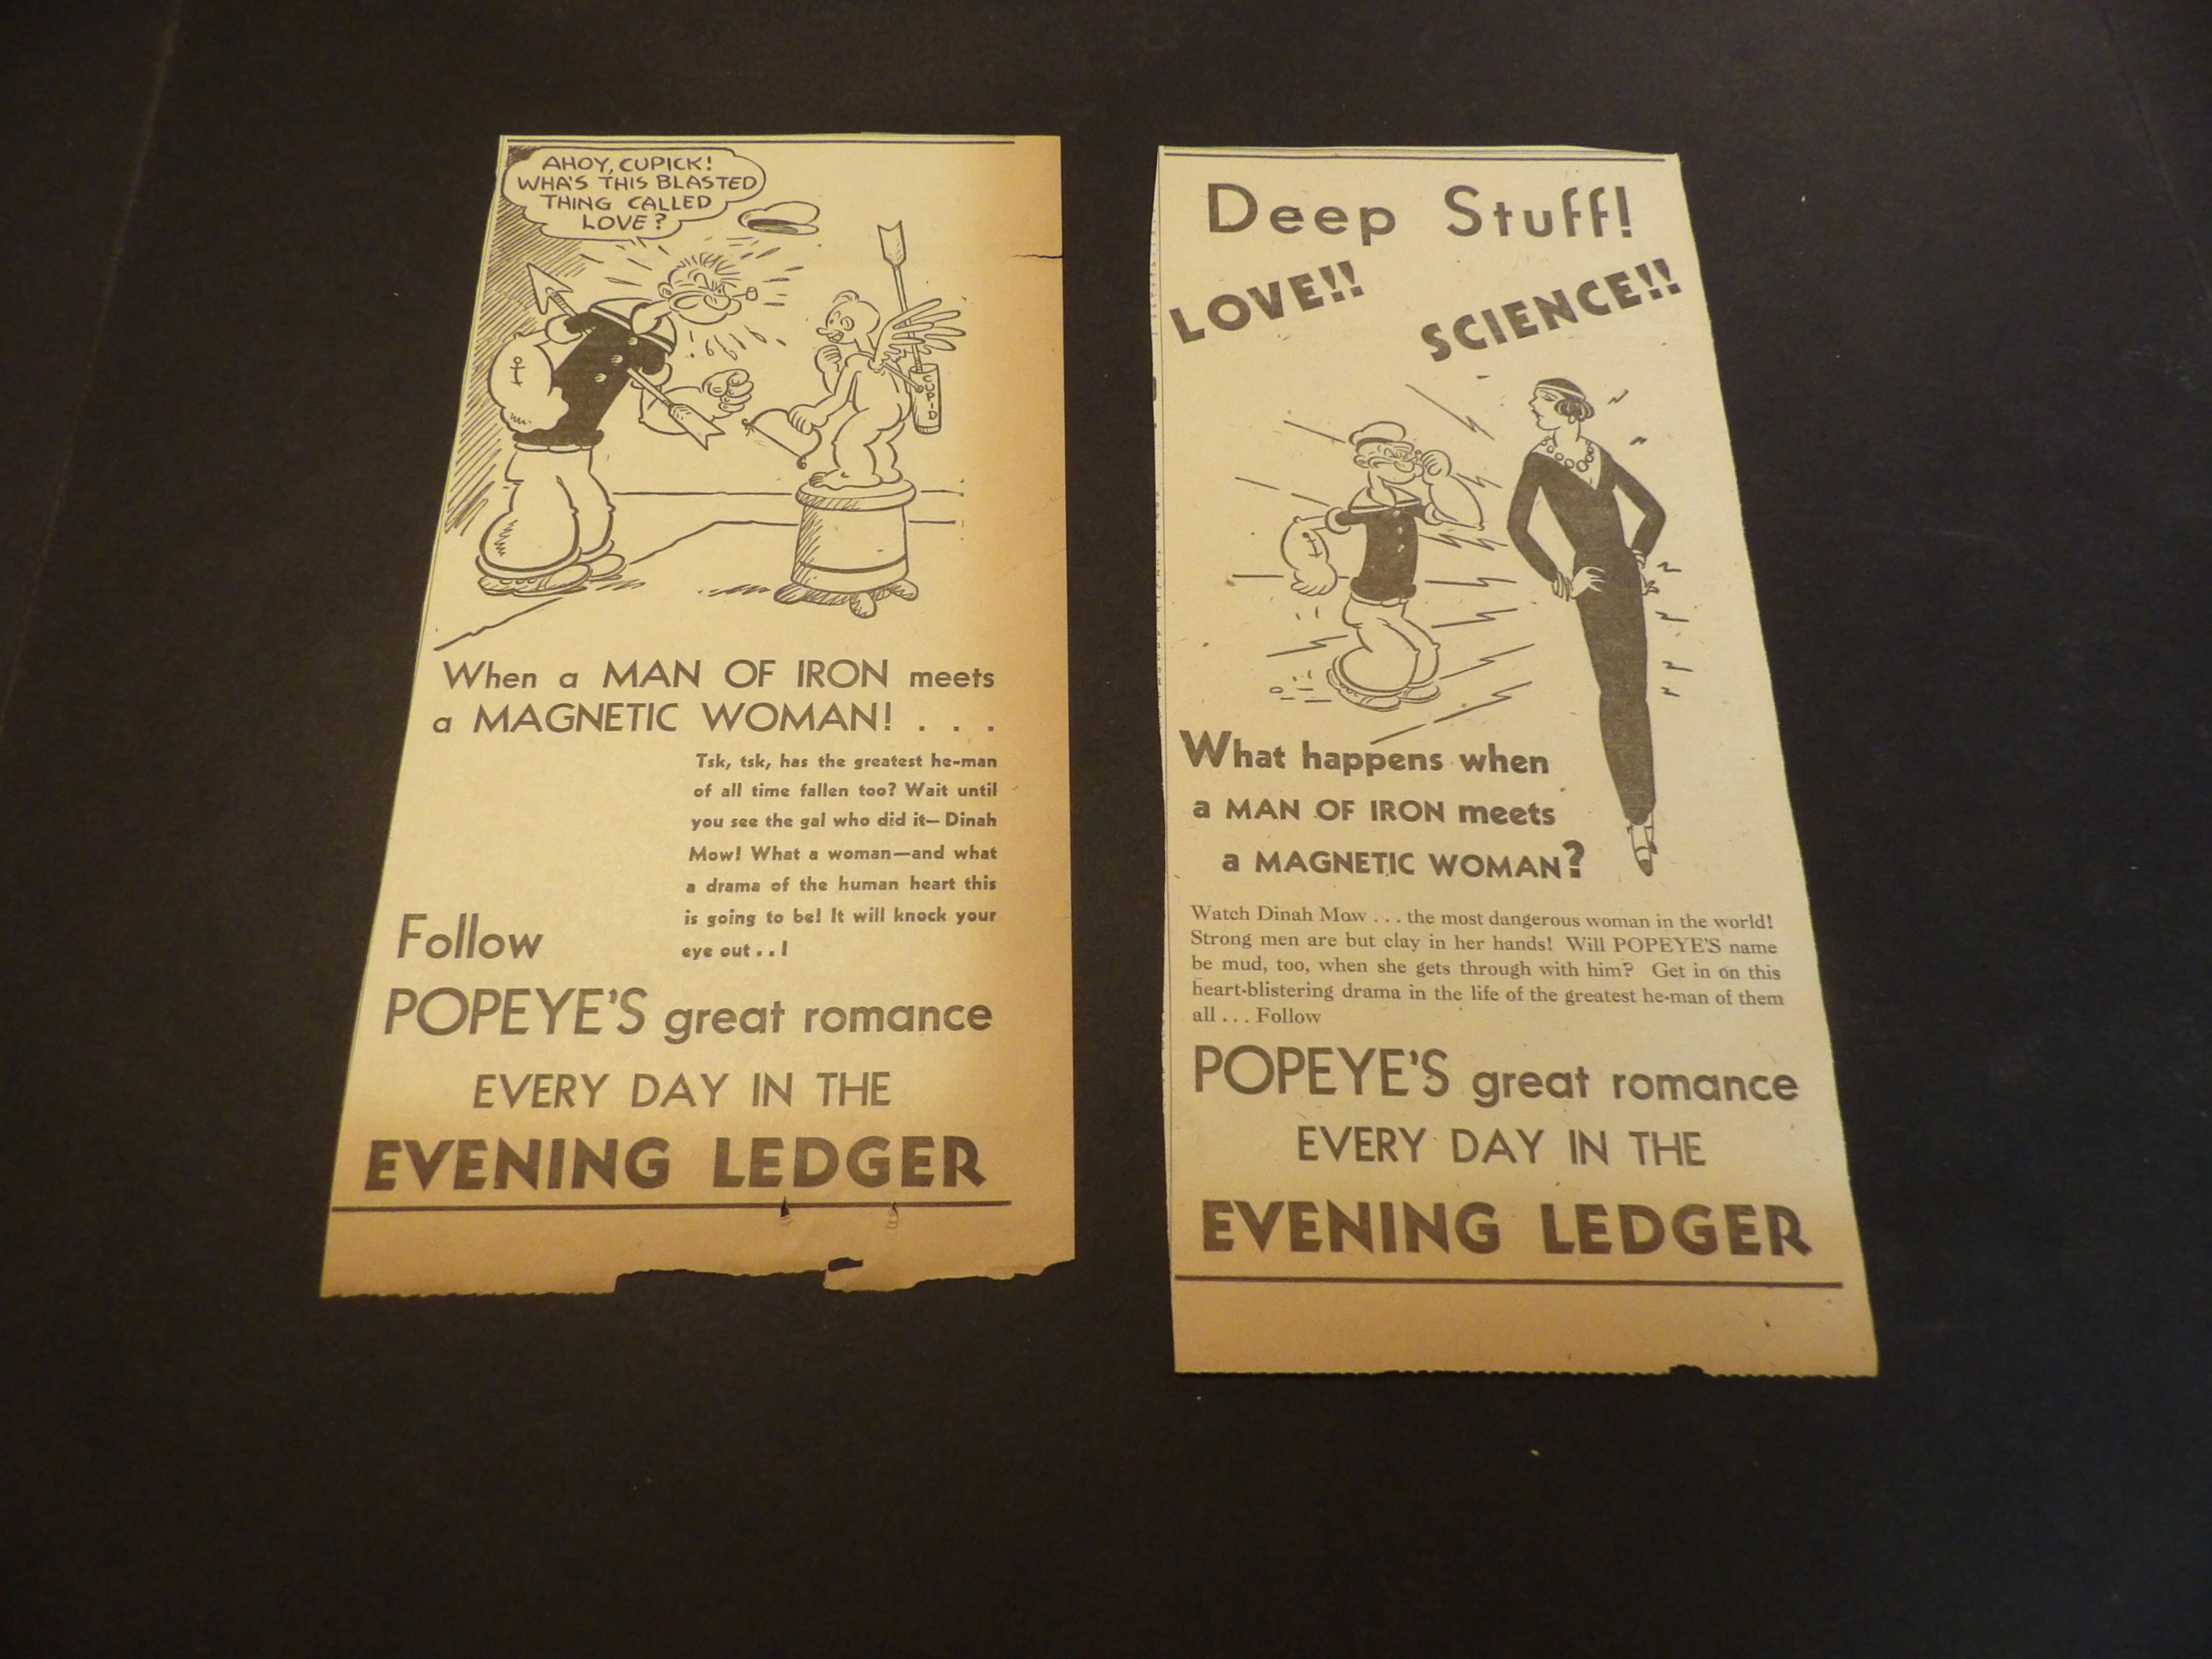 AHOY, CUPICK!
WHA'S THIS BLASTED
THING CALLED
LOVE?
CUPID
When a MAN OF IRON meets
a MAGNETIC WOMAN! . . .
Tsk, tsk, has the greatest he-man
of all time fallen too? Wait until
you see the gal who did it—Dinah
Mow! What a woman—and what
a drama of the human heart this
is going to be! It will knock your
eye out . . !
Follow
POPEYE'S great romance
EVERY DAY IN THE
EVENING LEDGER
Deep Stuff!
LOVE!!
SCIENCE!!
What happens when
a MAN OF IRON meets
a MAGNETIC WOMAN?
Watch Dinah Mow . . . the most dangerous woman in the world!
Strong men are but clay in her hands! Will POPEYE'S name
be mud, too, when she gets through with him? Get in on this
heart-blistering drama in the life of the greatest he-man of them
all . . . Follow
POPEYE'S great romance
EVERY DAY IN THE
EVENING LEDGER